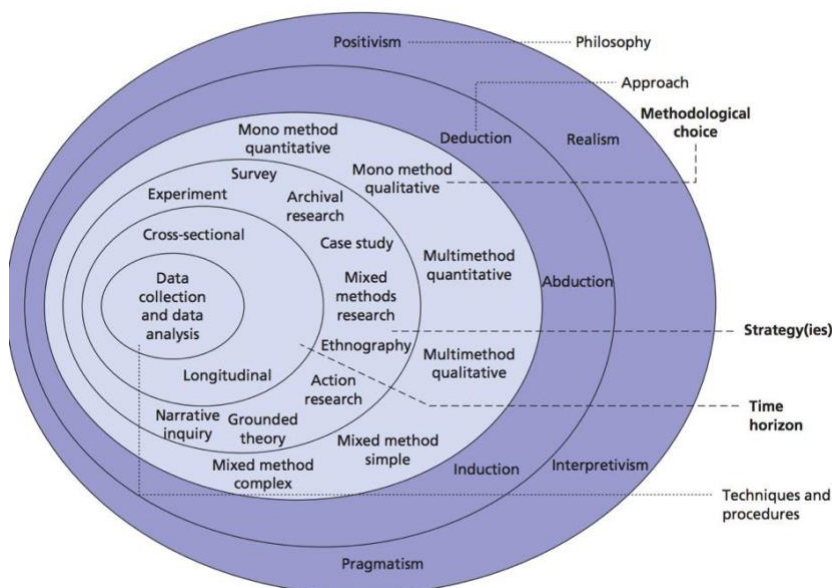 Positivism
Philosophy
Approach
Methodological
choice
Mono method
quantitative
Deduction
Realism
Mono method
qualitative
Survey
Experiment
Archival
research
Cross-sectional
Case study
Multimethod
quantitative
Abduction
Data
collection
and data
analysis
Mixed
methods
research
Strategy(ies)
Ethnography
Multimethod
qualitative
Longitudinal
Action
research
Time
horizon
Narrative
inquiry
Grounded
theory
Mixed method
simple
Mixed method
complex
Induction
Interpretivism
Techniques and
procedures
Pragmatism